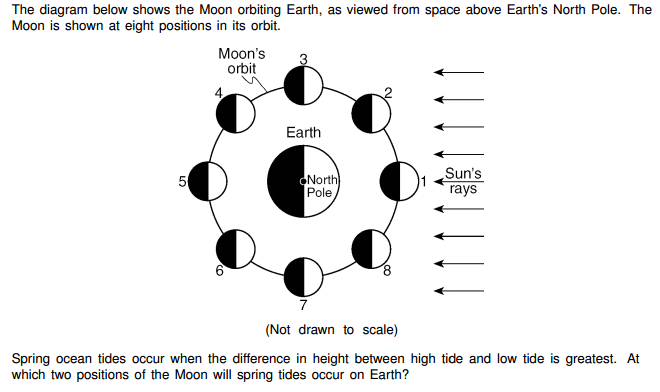 The diagram below shows the Moon orbiting Earth, as viewed from space above Earth's North Pole. The
Moon is shown at eight positions in its orbit.
Moon's
orbit
3
4
2
Earth
5
North
Pole
1
Sun's
rays
6
8
7
(Not drawn to scale)
Spring ocean tides occur when the difference in height between high tide and low tide is greatest. At
which two positions of the Moon will spring tides occur on Earth?